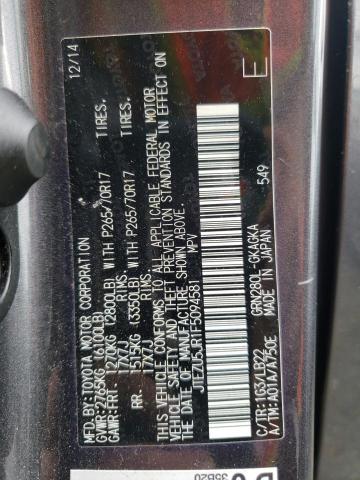 12/14
MFD.BY:TOYOTA MOTOR CORPORATION
GVWR:2765KG (6100LB)
GAWR:FRT. 1270KG (2800LB) WITH P265/70R17 TIRES.
17X7J RIMS.
RR. 1515KG (3350LB) WITH P265/70R17 TIRES.
17X7J RIMS.
THIS VEHICLE CONFORMS TO ALL APPLICABLE FEDERAL MOTOR
VEHICLE SAFETY AND THEFT PREVENTION STANDARDS IN EFFECT ON
THE DATE OF MANUFACTURE SHOWN ABOVE.
JTEZU5JR7F5094581 MPV
E
549
GRN280L-GKAGKA
C/TR:1G3/LB22
A/TM:A01A/A750E MADE IN JAPAN
35B20